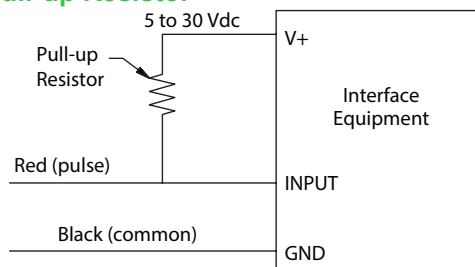 5 to 30 Vdc
V+
Pull-up
Resistor
Interface
Equipment
Red (pulse)
INPUT
Black (common)
GND